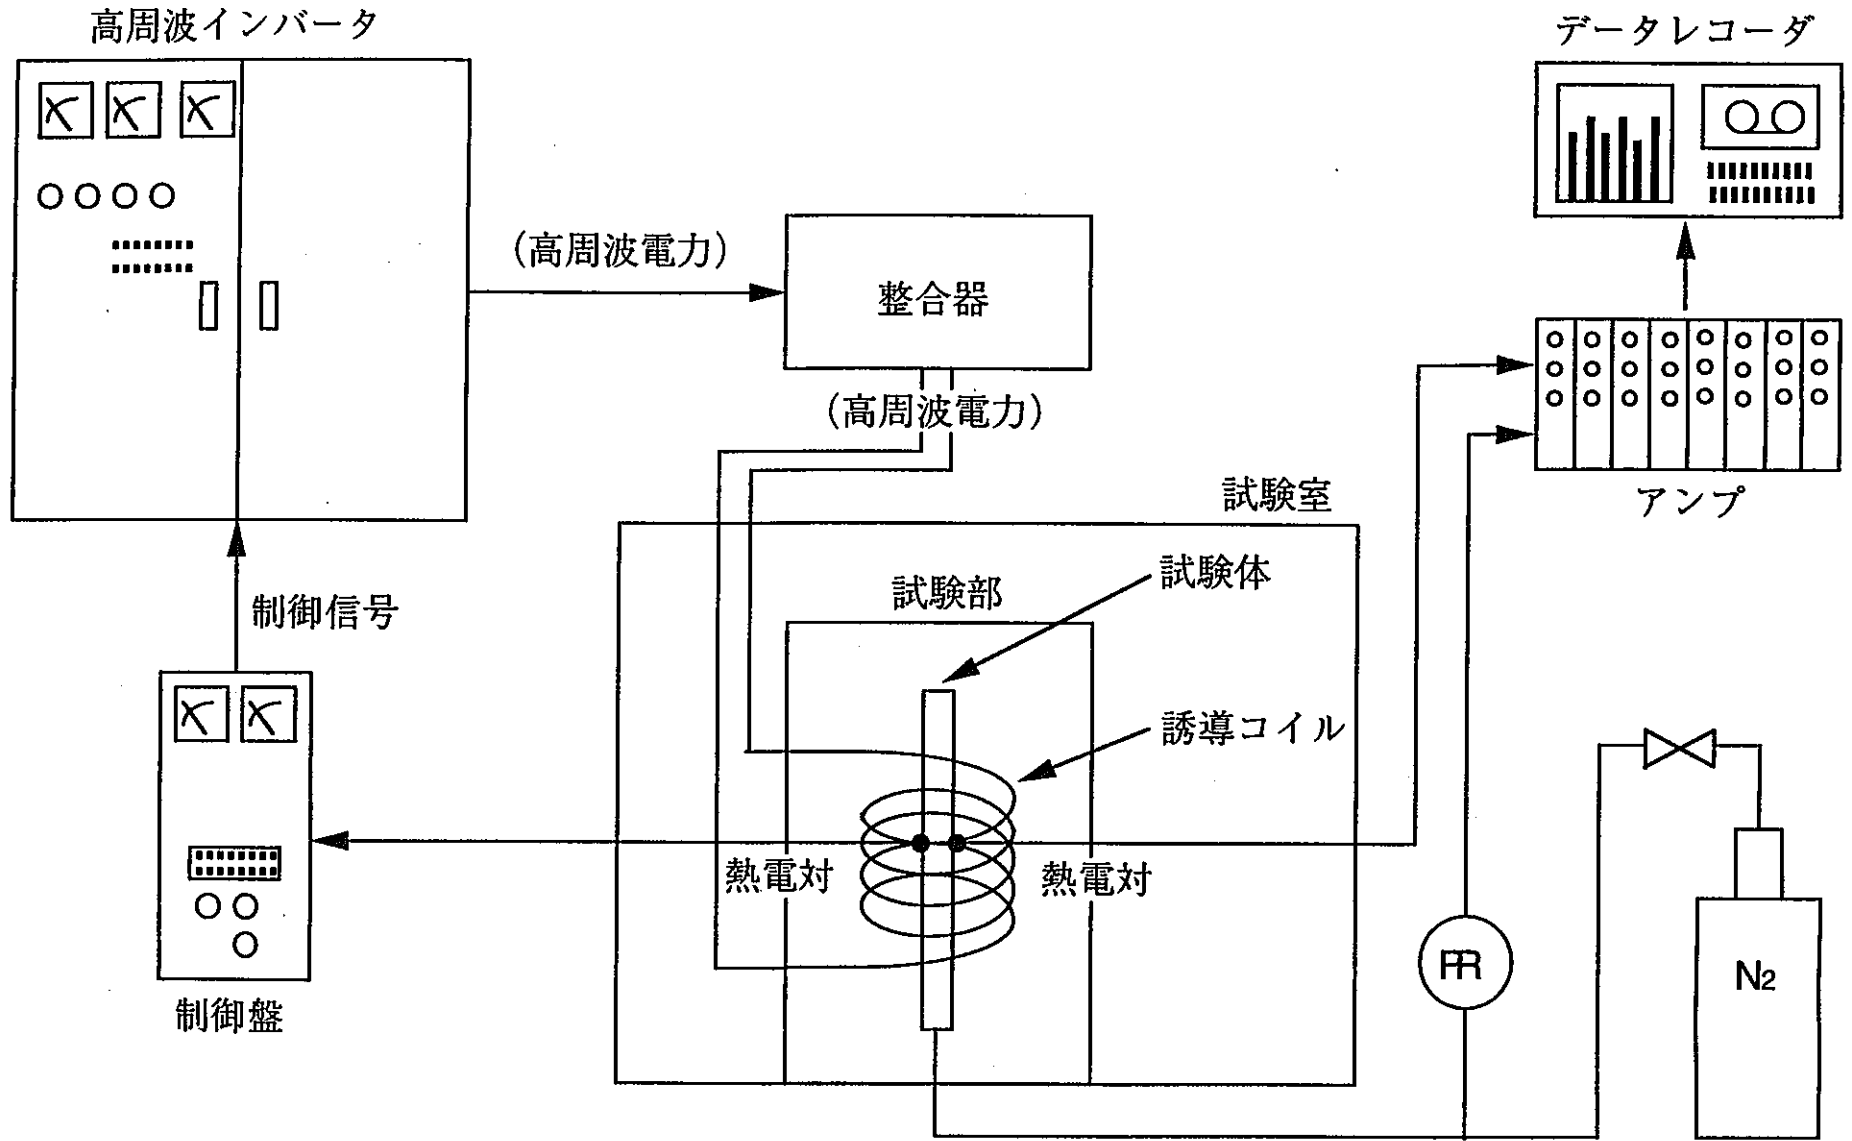 高周波インバータ
データレコーダ
(高周波電力)
整合器
(高周波電力)
試験室
アンプ
試験体
試験部
制御信号
誘導コイル
熱電対
熱電対
PR
N2
制御盤